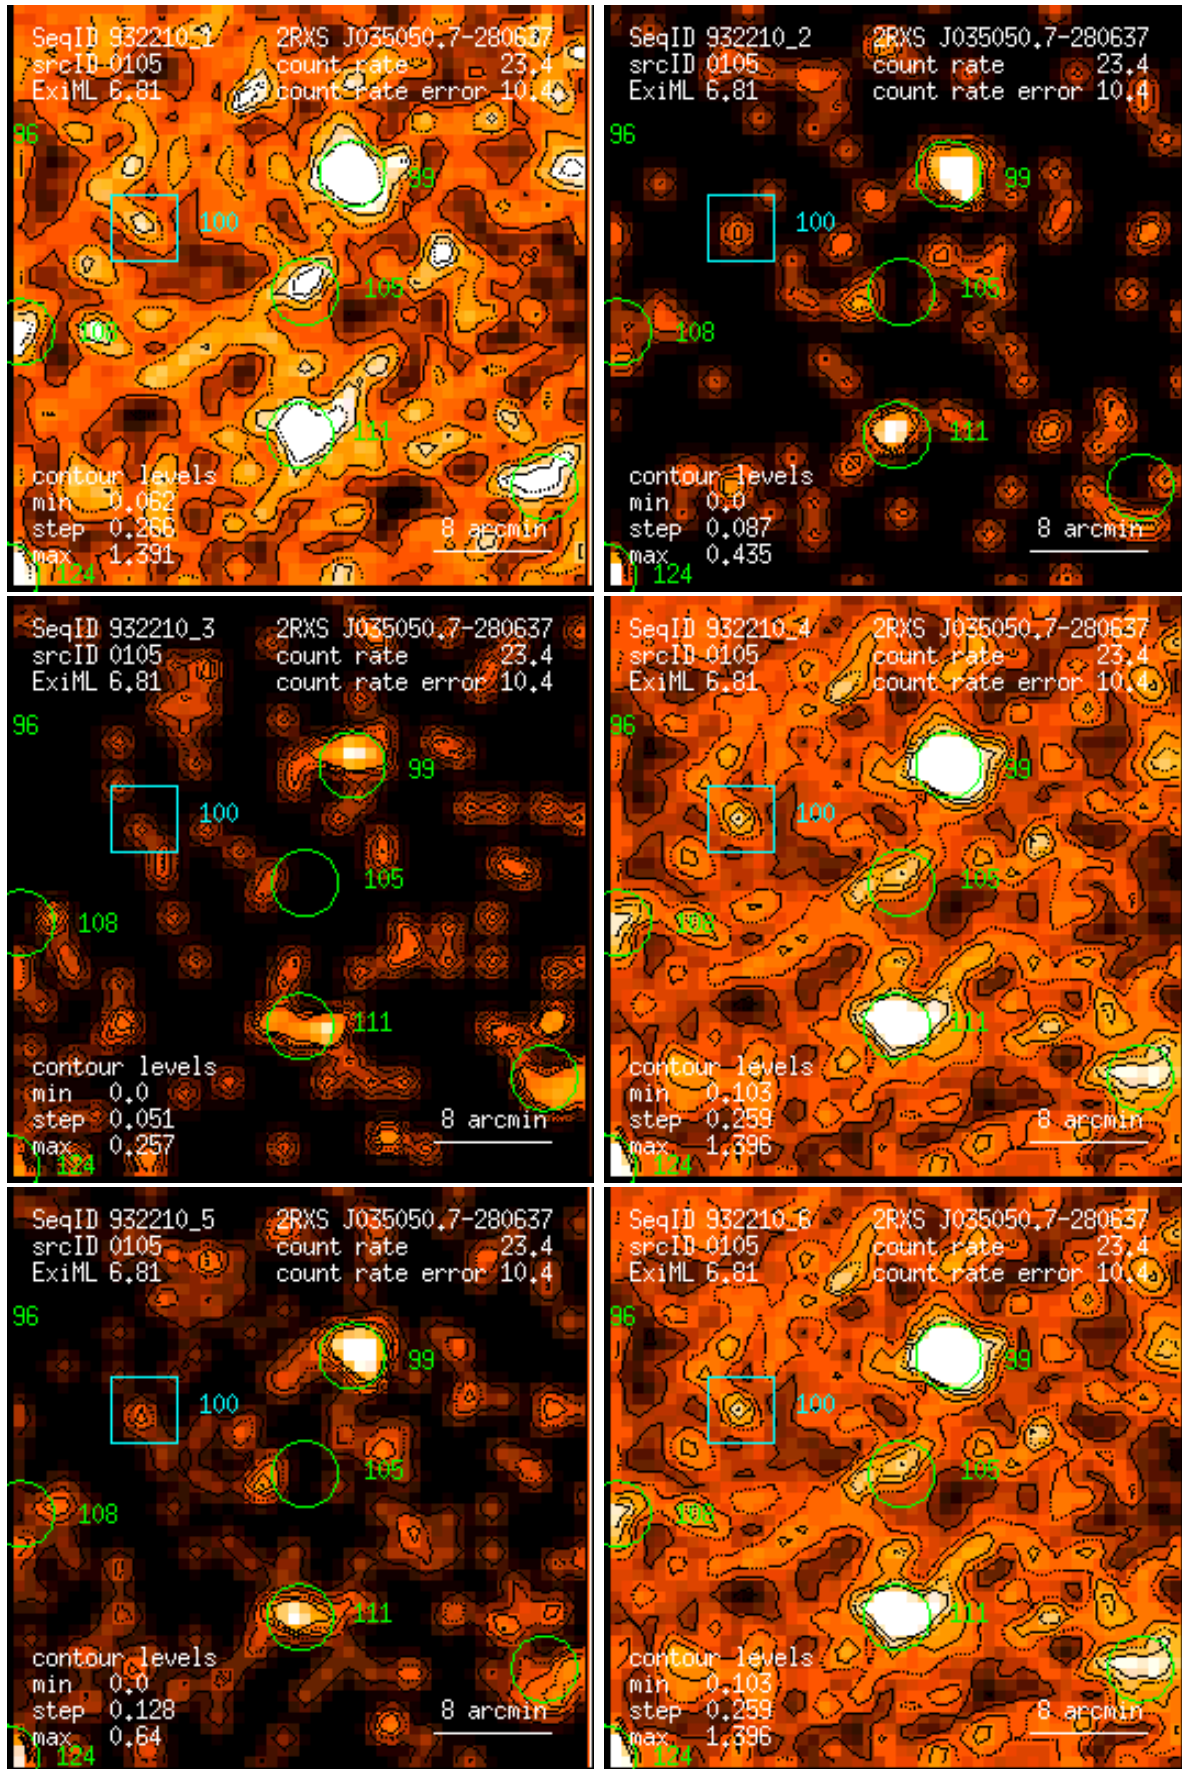 SeqID 932210_1 2RXS J035050.7-280637
srcID 0105 count rate 23.4
ExiML 6.81 count rate error 10.4
96
99
100
105
108
111
contour levels
min 0.062
step 0.266 8 arcmin
max 1.391
124
SeqID 932210_2 2RXS J035050.7-280637
srcID 0105 count rate 23.4
ExiML 6.81 count rate error 10.4
96
99
100
105
108
111
contour levels
min 0.0
step 0.087 8 arcmin
max 0.435
124
SeqID 932210_3 2RXS J035050.7-280637
srcID 0105 count rate 23.4
ExiML 6.81 count rate error 10.4
96
99
100
105
108
111
contour levels
min 0.0
step 0.051 8 arcmin
max 0.257
124
SeqID 932210_4 2RXS J035050.7-280637
srcID 0105 count rate 23.4
ExiML 6.81 count rate error 10.4
96
99
100
105
108
111
contour levels
min 0.103
step 0.259 8 arcmin
max 1.396
124
SeqID 932210_5 2RXS J035050.7-280637
srcID 0105 count rate 23.4
ExiML 6.81 count rate error 10.4
96
99
100
105
108
111
contour levels
min 0.0
step 0.128 8 arcmin
max 0.64
124
SeqID 932210_6 2RXS J035050.7-280637
srcID 0105 count rate 23.4
ExiML 6.81 count rate error 10.4
96
99
100
105
108
111
contour levels
min 0.103
step 0.259 8 arcmin
max 1.396
124